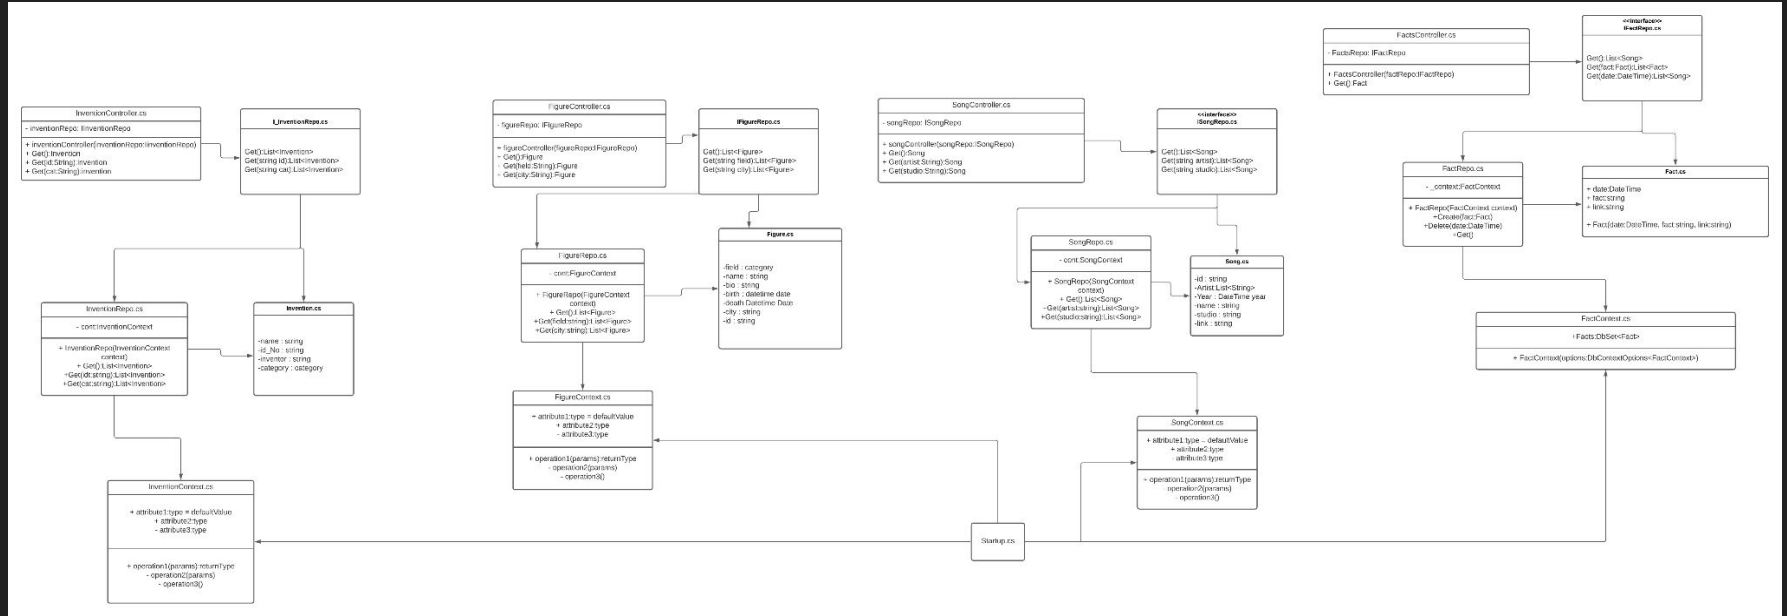 InventionController.cs
- inventionRepo: IInventionRepo
+ inventionController(inventionRepo:IinventionRepo)
+ Get():Invention
+ Get(id:String):Invention
+ Get(cat:String):Invention
I_InventionRepo.cs
Get():List<Invention>
Get(string id):List<Invention>
Get(string cat):List<Invention>
InventionRepo.cs
- cont:InventionContext
+ InventionRepo(InventionContext
context)
+ Get():List<Invention>
+Get(idt:string):List<Invention>
+Get(cat:string):List<Invention>
Invention.cs
-name : string
-id_No : string
-inventor : string
-category : category
InventionContext.cs
+ attribute1:type = defaultValue
+ attribute2:type
- attribute3:type
+ operation1(params):returnType
- operation2(params)
- operation3()
FigureController.cs
- figureRepo: IFigureRepo
+ figureController(figureRepo:IFigureRepo)
+ Get():Figure
+ Get(field:String):Figure
+ Get(city:String):Figure
IFigureRepo.cs
Get():List<Figure>
Get(string field):List<Figure>
Get(string city):List<Figure>
FigureRepo.cs
- cont:FigureContext
+ FigureRepo(FigureContext
context)
+ Get():List<Figure>
+Get(field:string):List<Figure>
+Get(city:string):List<Figure>
Figure.cs
-field : category
-name : string
-bio : string
-birth : datetime date
-death Datetime Date
-city : string
-id : string
FigureContext.cs
+ attribute1:type = defaultValue
+ attribute2:type
- attribute3:type
+ operation1(params):returnType
- operation2(params)
- operation3()
SongController.cs
- songRepo: ISongRepo
+ songController(songRepo:ISongRepo)
+ Get():Song
+ Get(artist:String):Song
+ Get(studio:String):Song
<<interface>>
ISongRepo.cs
Get():List<Song>
Get(string artist):List<Song>
Get(string studio):List<Song>
SongRepo.cs
- cont:SongContext
+ SongRepo(SongContext
context)
+ Get():List<Song>
-Get(artist:string):List<Song>
+Get(studio:string):List<Song>
Song.cs
-id : string
-Artist:List<String>
-Year : DateTime year
-name : string
-studio : string
-link : string
SongContext.cs
+ attribute1:type = defaultValue
+ attribute2:type
- attribute3:type
+ operation1(params):returnType
operation2(params)
- operation3()
FactsController.cs
- FactsRepo: IFactRepo
+ FactsController(factRepo:IFactRepo)
+ Get():Fact
<<interface>>
IFactRepo.cs
Get():List<Song>
Get(fact:Fact):List<Fact>
Get(date:DateTime):List<Song>
FactRepo.cs
- _context:FactContext
+ FactRepo(FactContext context)
+Create(fact:Fact)
+Delete(date:DateTime)
+Get()
Fact.cs
+ date:DateTime
+ fact:string
+ link:string
+ Fact(date:DateTime, fact:string, link:string)
FactContext.cs
+Facts:DbSet<Fact>
+ FactContext(options:DbContextOptions<FactContext>)
Startup.cs